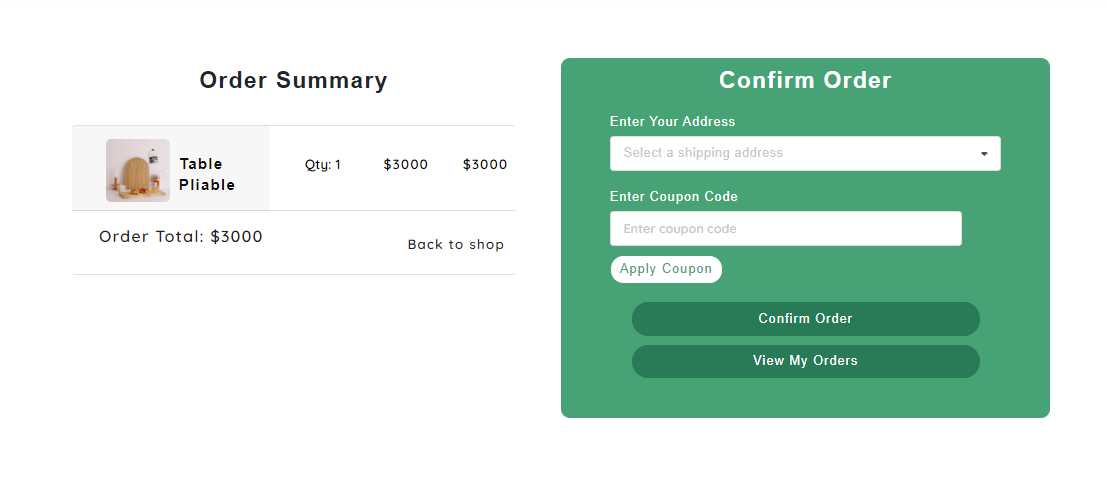 Order Summary
Table
Pliable
Qty: 1
$3000
$3000
Order Total: $3000
Back to shop
Confirm Order
Enter Your Address
Select a shipping address
Enter Coupon Code
Enter coupon code
Apply Coupon
Confirm Order
View My Orders